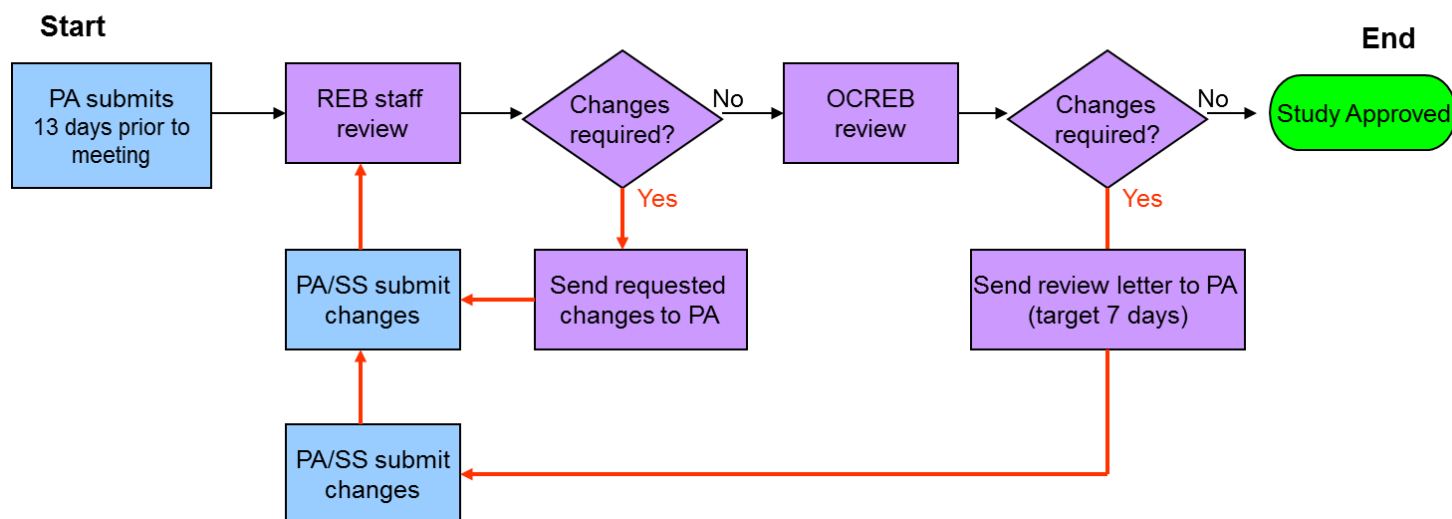 Start
End
PA submits
13 days prior to
meeting
REB staff
review
Changes
required?
No
OCREB
review
Changes
required?
No
Study Approved
Yes
Yes
PA/SS submit
changes
Send requested
changes to PA
Send review letter to PA
(target 7 days)
PA/SS submit
changes